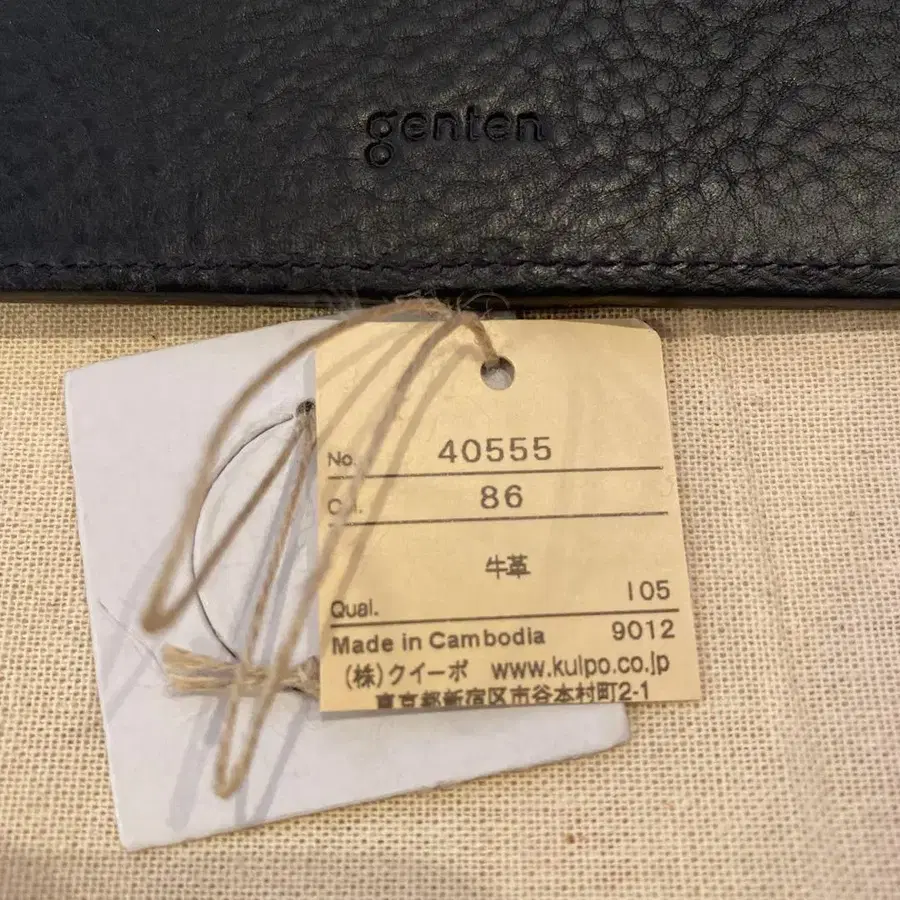 genten
No. 40555
Col. 86
牛革
Qual. 105
Made in Cambodia 9012
(株)クイーポ www.kuipo.co.jp
東京都新宿区市谷本村町2-1